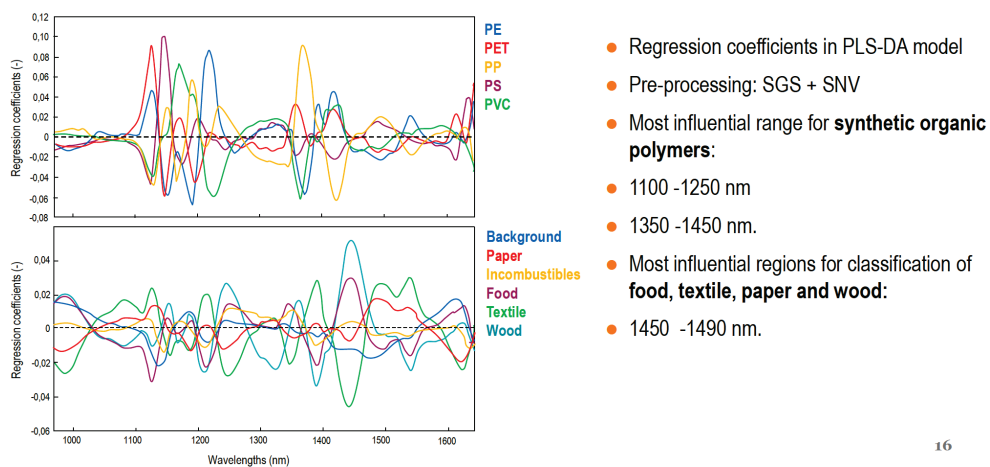 0,12
0,10
0,08
0,06
0,04
0,02
0
-0,02
-0,04
-0,06
-0,08
Regression coefficients (-)
PE
PET
PP
PS
PVC
0,04
0,02
0
-0,02
-0,04
-0,06
Regression coefficients (-)
Background
Paper
Incombustibles
Food
Textile
Wood
1000 1100 1200 1300 1400 1500 1600
Wavelengths (nm)
Regression coefficients in PLS-DA model
Pre-processing: SGS + SNV
Most influential range for synthetic organic
polymers:
1100 -1250 nm
1350 -1450 nm.
Most influential regions for classification of
food, textile, paper and wood:
1450 -1490 nm.
16